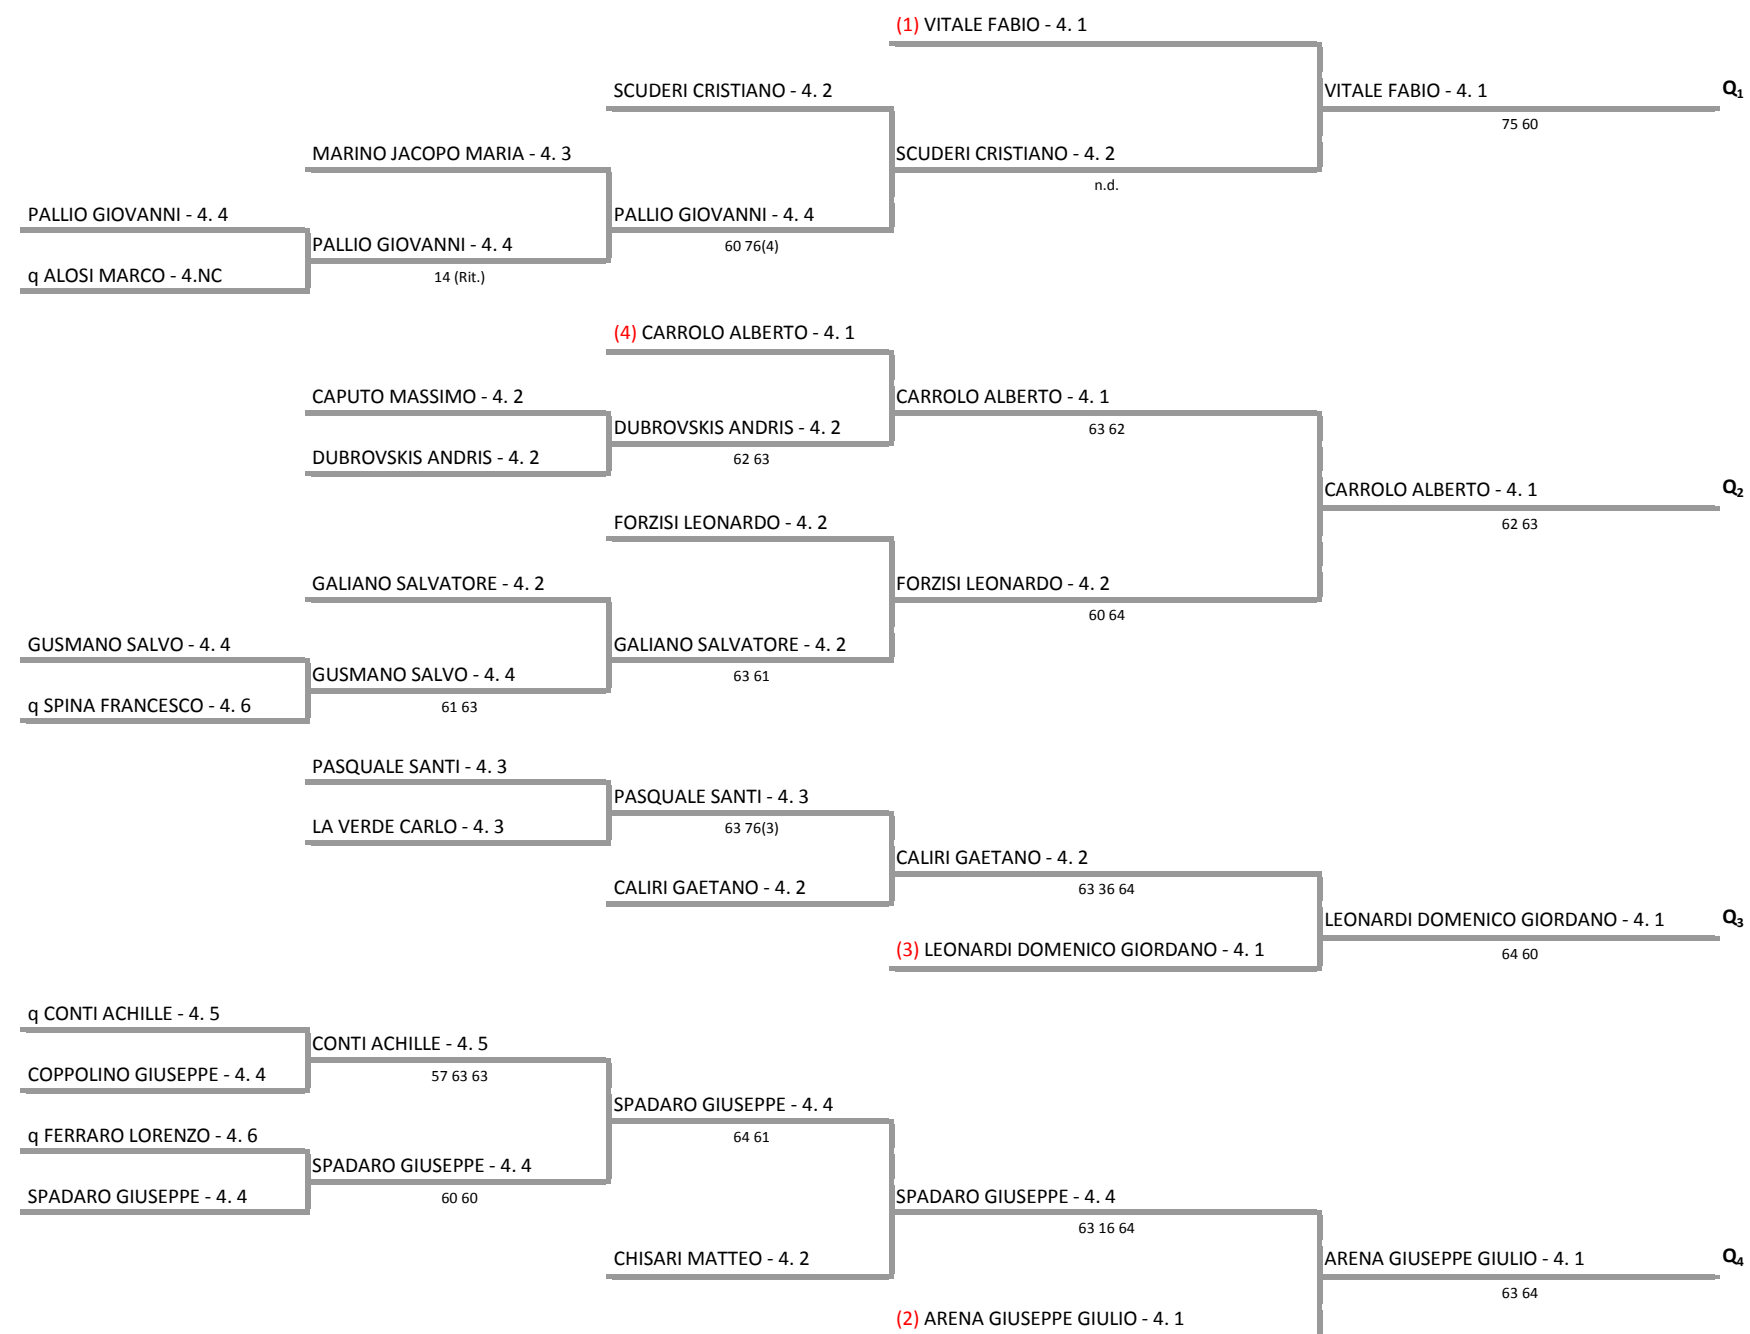 (1) VITALE FABIO - 4. 1
SCUDERI CRISTIANO - 4. 2
VITALE FABIO - 4. 1
Q1
75 60
MARINO JACOPO MARIA - 4. 3
SCUDERI CRISTIANO - 4. 2
n.d.
PALLIO GIOVANNI - 4. 4
PALLIO GIOVANNI - 4. 4
60 76(4)
PALLIO GIOVANNI - 4. 4
14 (Rit.)
q ALOSI MARCO - 4.NC
(4) CARROLO ALBERTO - 4. 1
CAPUTO MASSIMO - 4. 2
CARROLO ALBERTO - 4. 1
63 62
DUBROVSKIS ANDRIS - 4. 2
62 63
DUBROVSKIS ANDRIS - 4. 2
CARROLO ALBERTO - 4. 1
Q2
62 63
FORZISI LEONARDO - 4. 2
GALIANO SALVATORE - 4. 2
FORZISI LEONARDO - 4. 2
60 64
GUSMANO SALVO - 4. 4
GALIANO SALVATORE - 4. 2
63 61
GUSMANO SALVO - 4. 4
61 63
q SPINA FRANCESCO - 4. 6
PASQUALE SANTI - 4. 3
PASQUALE SANTI - 4. 3
63 76(3)
LA VERDE CARLO - 4. 3
CALIRI GAETANO - 4. 2
63 36 64
CALIRI GAETANO - 4. 2
LEONARDI DOMENICO GIORDANO - 4. 1
Q3
64 60
(3) LEONARDI DOMENICO GIORDANO - 4. 1
q CONTI ACHILLE - 4. 5
CONTI ACHILLE - 4. 5
57 63 63
COPPOLINO GIUSEPPE - 4. 4
SPADARO GIUSEPPE - 4. 4
64 61
q FERRARO LORENZO - 4. 6
SPADARO GIUSEPPE - 4. 4
60 60
SPADARO GIUSEPPE - 4. 4
SPADARO GIUSEPPE - 4. 4
63 16 64
CHISARI MATTEO - 4. 2
ARENA GIUSEPPE GIULIO - 4. 1
Q4
63 64
(2) ARENA GIUSEPPE GIULIO - 4. 1